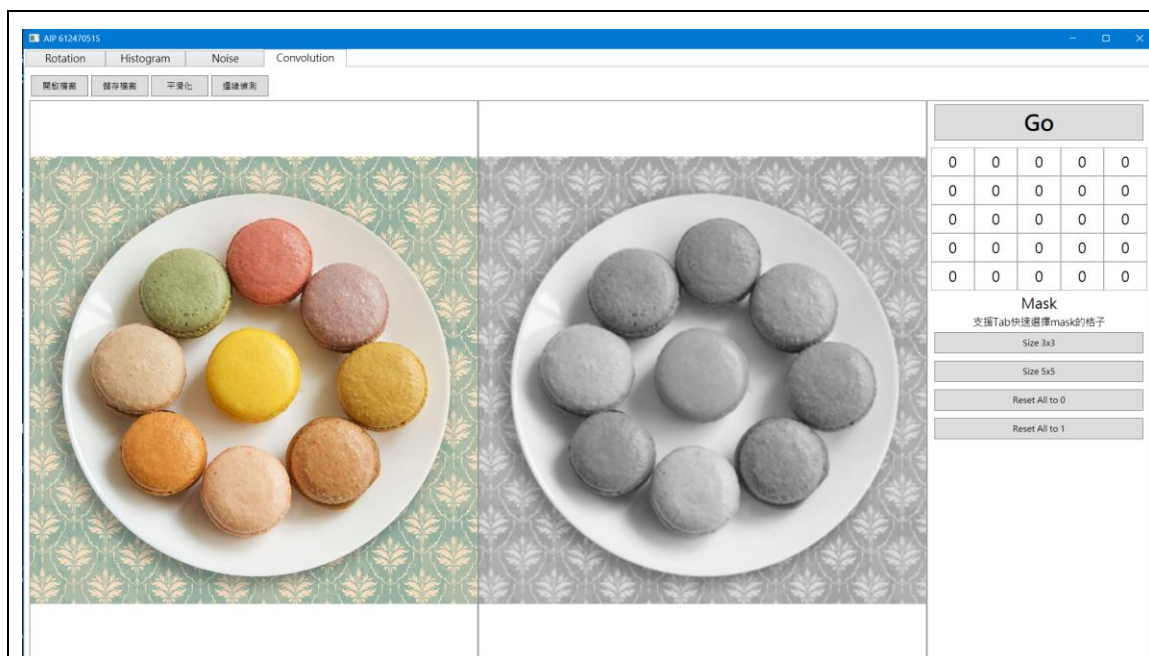 AIP 61247051S
Rotation Histogram Noise Convolution
開啟檔案 儲存檔案 平滑化 邊緣偵測
Go
0 0 0 0 0
0 0 0 0 0
0 0 0 0 0
0 0 0 0 0
0 0 0 0 0
Mask
支援Tab快速選擇mask的格子
Size 3x3
Size 5x5
Reset All to 0
Reset All to 1